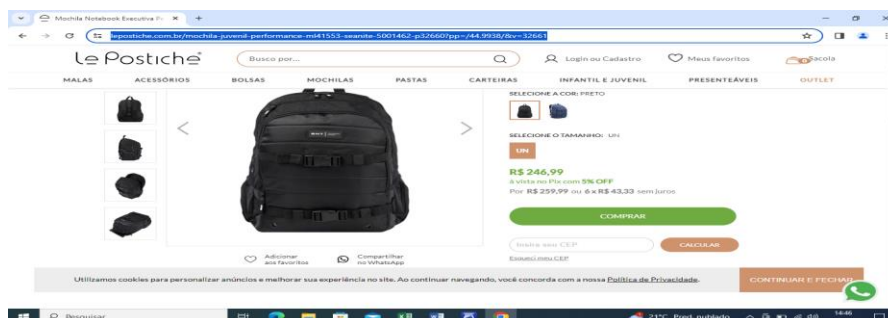 Mochila Notebook Executiva Po
lepostiche.com.br/mochila-juvenil-performance-ml41553-seanite-5001462-p32660?pp=/44.9938/&v=32661
Le Postiche
Busco por...
Login ou Cadastro
Meus favoritos
Sacola
MALAS ACESSÓRIOS BOLSAS MOCHILAS PASTAS CARTEIRAS INFANTIL E JUVENIL PRESENTEÁVEIS OUTLET
SELECIONE A COR: PRETO
SELECIONE O TAMANHO: UN
UN
R$ 246,99
à vista no Pix com 5% OFF
Por R$ 259,99 ou 6 x R$ 43,33 sem juros
COMPRAR
Insira seu CEP
CALCULAR
Esqueci meu CEP
Adicionar
aos favoritos
Compartilhar
no WhatsApp
Utilizamos cookies para personalizar anúncios e melhorar sua experiência no site. Ao continuar navegando, você concorda com a nossa Política de Privacidade.
CONTINUAR E FECHAR
Pesquisar
21°C Pred. nublado
14:46